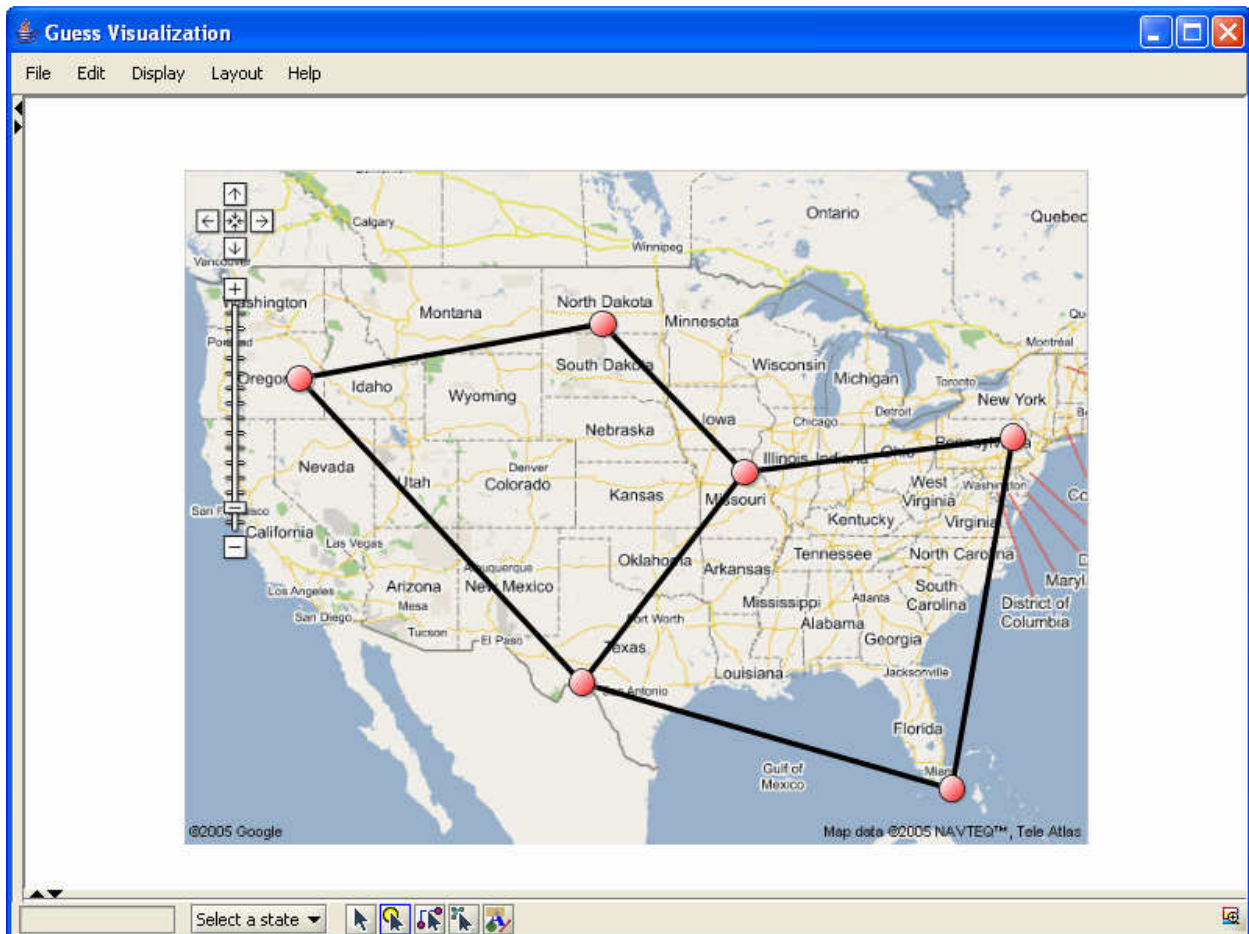 Guess Visualization
File Edit Display Layout Help
Calgary
Ontario
Quebec
Winnipeg
Vancouver
Washington
Montana
North Dakota
Minnesota
Montréal
Oregon
Idaho
South Dakota
Wisconsin
Michigan
Toronto
Wyoming
New York
Detroit
Iowa
Chicago
Nebraska
Pennsylvania
Illinois Indiana Ohio
Nevada
Utah
Denver
Colorado
Kansas
Missouri
West
Virginia
Washington
Kentucky
Virginia
California
Las Vegas
Oklahoma
Tennessee
North Carolina
Albuquerque
Arkansas
Arizona
New Mexico
Los Angeles
Mesa
South
Carolina
Maryl
Mississippi
Atlanta
District of
Columbia
San Diego
Tucson
El Paso
Fort Worth
Alabama
Georgia
Texas
Louisiana
Jacksonville
San Antonio
Florida
Gulf of
Mexico
Miami
©2005 Google
Map data ©2005 NAVTEQ™, Tele Atlas
Select a state